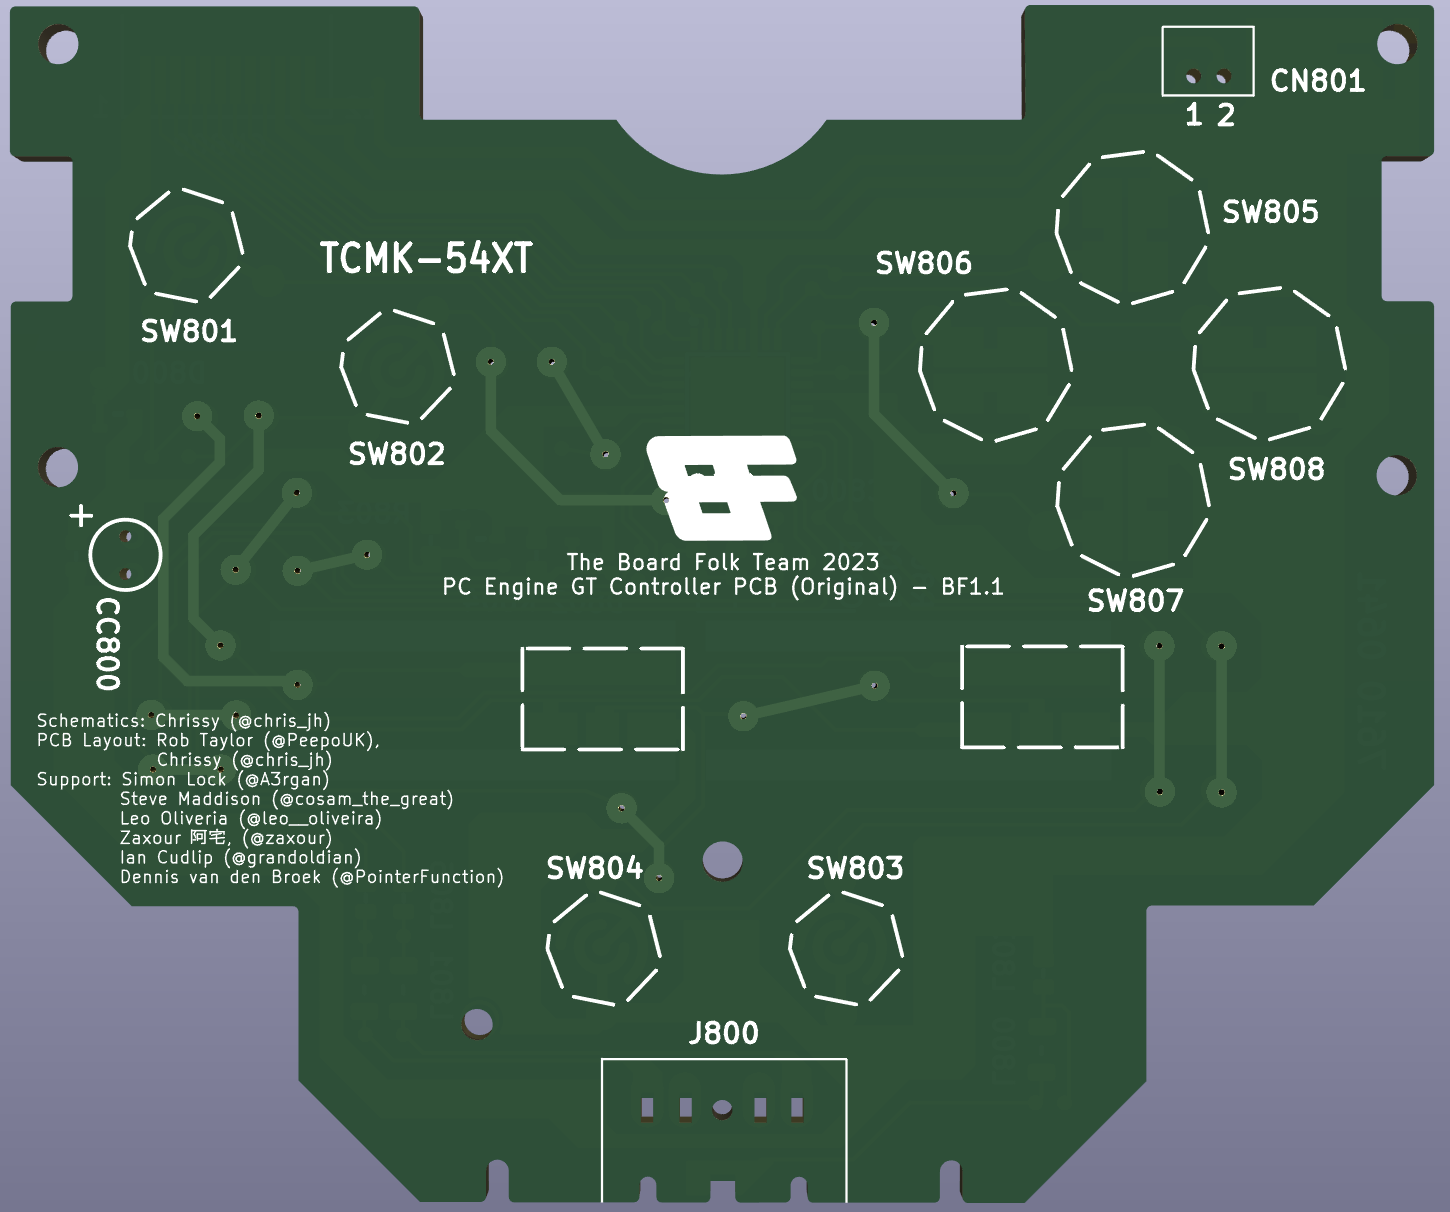 CN801
1 2
SW805
TCMK-54XT
SW806
SW801
SW802
SW808
+
The Board Folk Team 2023
PC Engine GT Controller PCB (Original) - BF1.1
SW807
CC800
Schematics: Chrissy (@chris_jh)
PCB Layout: Rob Taylor (@PeepoUK),
Chrissy (@chris_jh)
Support: Simon Lock (@A3rgan)
Steve Maddison (@cosam_the_great)
Leo Oliveria (@leo__oliveira)
Zaxour 阿宅, (@zaxour)
Ian Cudlip (@grandoldian)
Dennis van den Broek (@PointerFunction)
SW804
SW803
J800